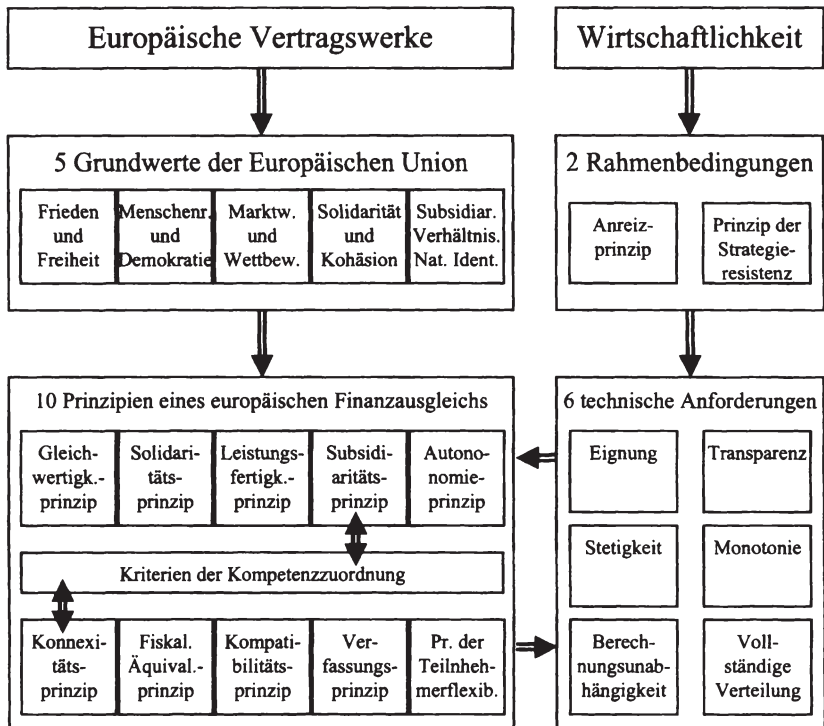 Europäische Vertragswerke
Wirtschaftlichkeit
5 Grundwerte der Europäischen Union
Frieden
und
Freiheit
Menschenr.
und
Demokratie
Marktw.
und
Wettbew.
Solidarität
und
Kohäsion
Subsidiar.
Verhältnis.
Nat. Ident.
2 Rahmenbedingungen
Anreiz-
prinzip
Prinzip der
Strategie-
resistenz
10 Prinzipien eines europäischen Finanzausgleichs
Gleich-
wertigk.-
prinzip
Solidari-
täts-
prinzip
Leistungs-
fertigk.-
prinzip
Subsidi-
aritäts-
prinzip
Autono-
nomie-
prinzip
Kriterien der Kompetenzzuordnung
Konnexi-
täts-
prinzip
Fiskal.
Äquival.-
prinzip
Kompati-
bilitäts-
prinzip
Ver-
fassungs-
prinzip
Pr. der
Teilnheh-
merflexib.
6 technische Anforderungen
Eignung
Transparenz
Stetigkeit
Monotonie
Berech-
nungsunab-
hängigkeit
Voll-
ständige
Verteilung